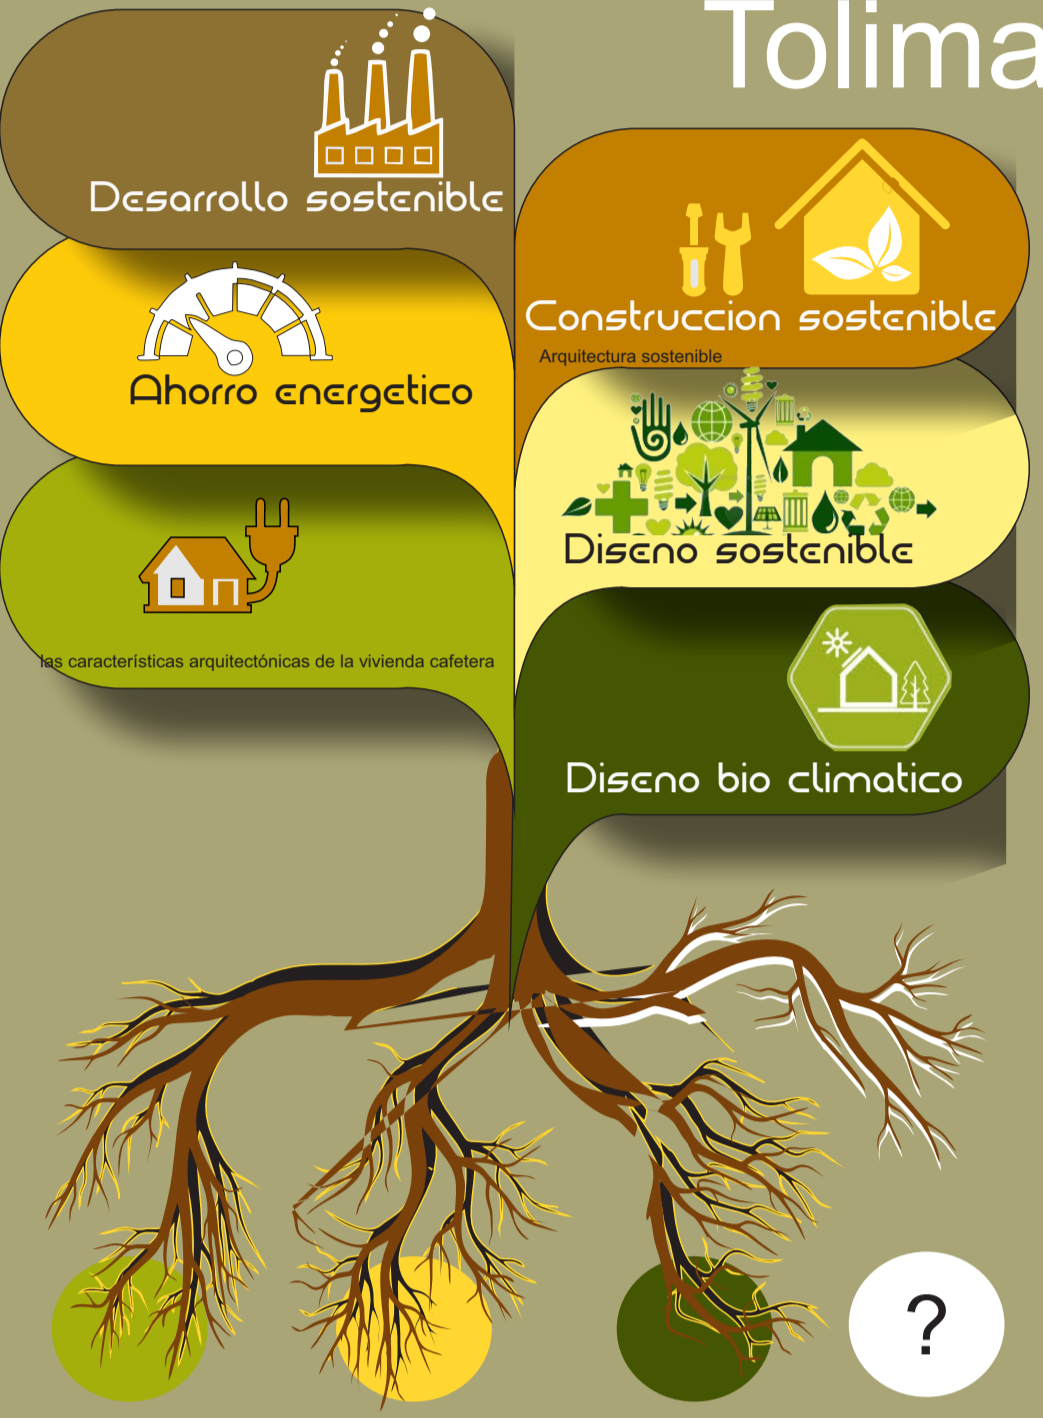 Tolima
Desarrollo sostenible
Construccion sostenible
Arquitectura sostenible
Ahorro energetico
Diseno sostenible
las características arquitectónicas de la vivienda cafetera
Diseno bio climatico
?